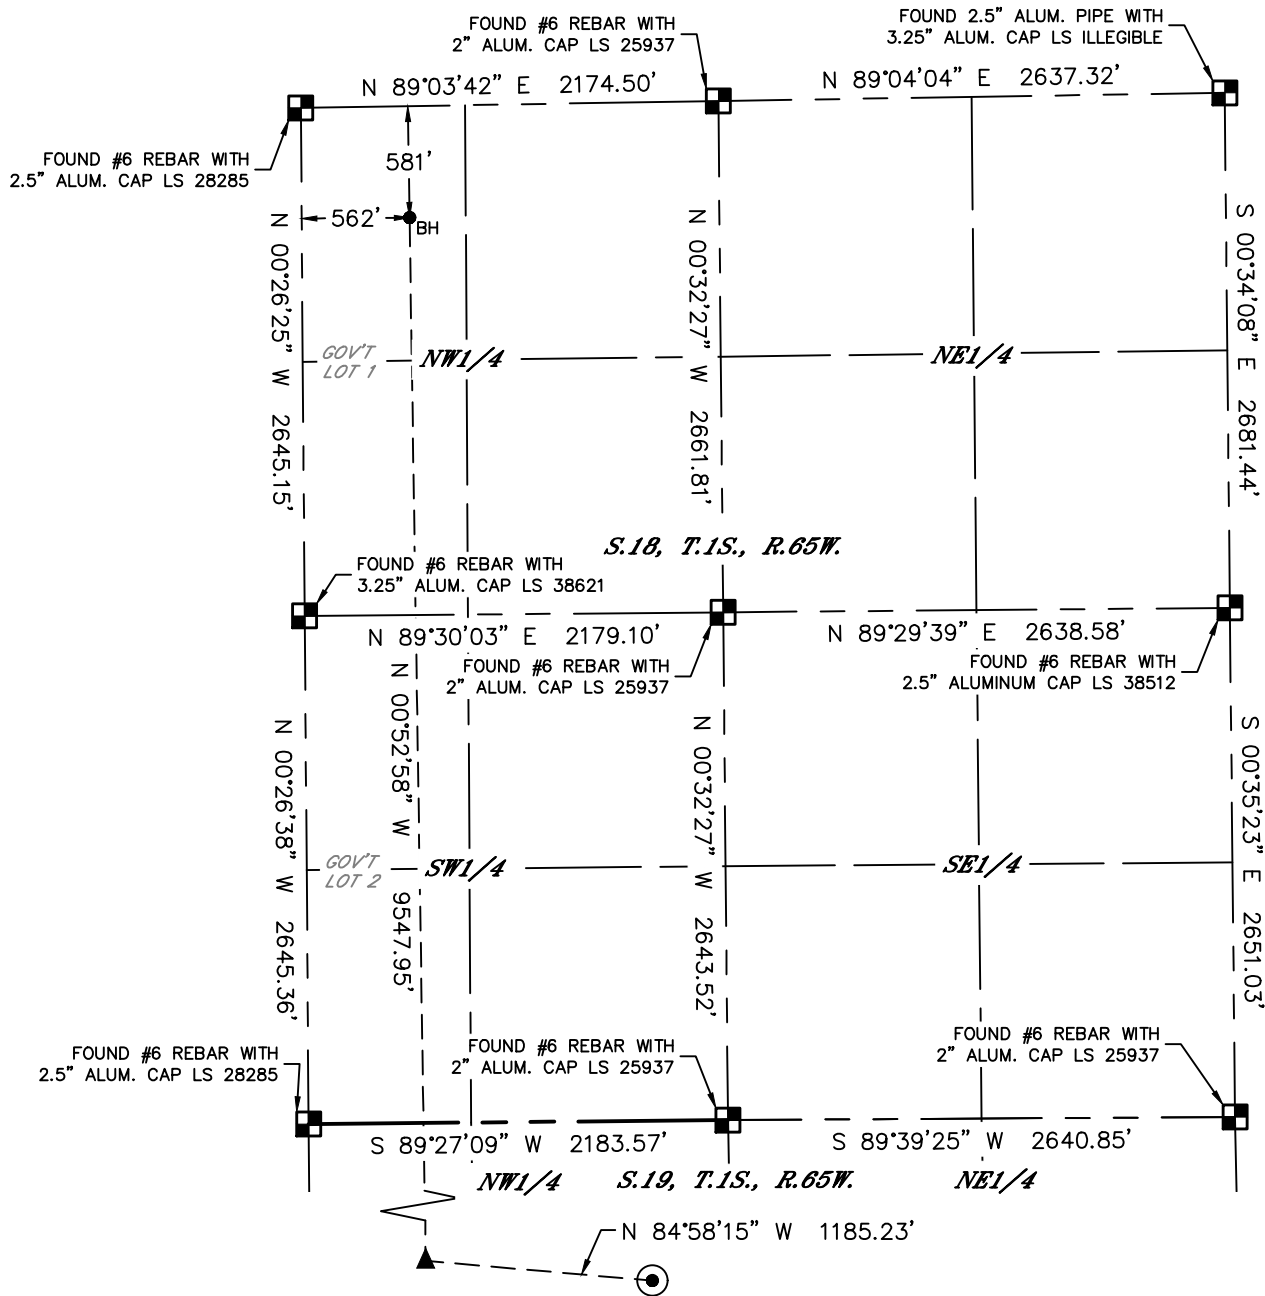 FOUND #6 REBAR WITH
2" ALUM. CAP LS 25937
FOUND 2.5" ALUM. PIPE WITH
3.25" ALUM. CAP LS ILLEGIBLE
N 89°03'42" E 2174.50'
N 89°04'04" E 2637.32'
FOUND #6 REBAR WITH
2.5" ALUM. CAP LS 28285
581'
562'
BH
N 00°26'25" W 2645.15'
N 00°32'27" W 2661.81'
S 00°34'08" E 2681.44'
GOV'T
LOT 1
NW1/4
NE1/4
S.18, T.1S., R.65W.
FOUND #6 REBAR WITH
3.25" ALUM. CAP LS 38621
N 89°30'03" E 2179.10'
N 89°29'39" E 2638.58'
FOUND #6 REBAR WITH
2" ALUM. CAP LS 25937
FOUND #6 REBAR WITH
2.5" ALUMINUM CAP LS 38512
N 00°26'38" W 2645.36'
N 00°52'58" W 9547.95'
N 00°32'27" W 2643.52'
S 00°35'23" E 2651.03'
GOV'T
LOT 2
SW1/4
SE1/4
FOUND #6 REBAR WITH
2.5" ALUM. CAP LS 28285
FOUND #6 REBAR WITH
2" ALUM. CAP LS 25937
FOUND #6 REBAR WITH
2" ALUM. CAP LS 25937
S 89°27'09" W 2183.57'
S 89°39'25" W 2640.85'
NW1/4
S.19, T.1S., R.65W.
NE1/4
N 84°58'15" W 1185.23'